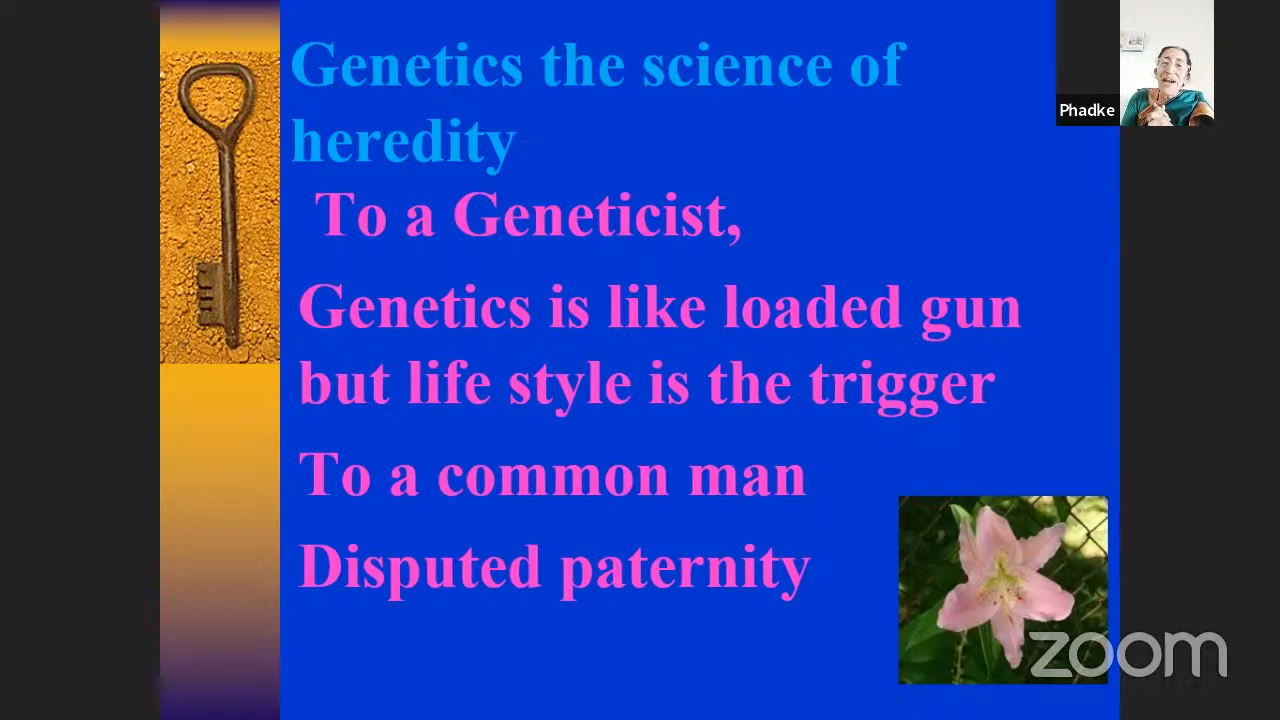 Genetics the science of
heredity
To a Geneticist,
Genetics is like loaded gun
but life style is the trigger
To a common man
Disputed paternity
Phadke
zoom